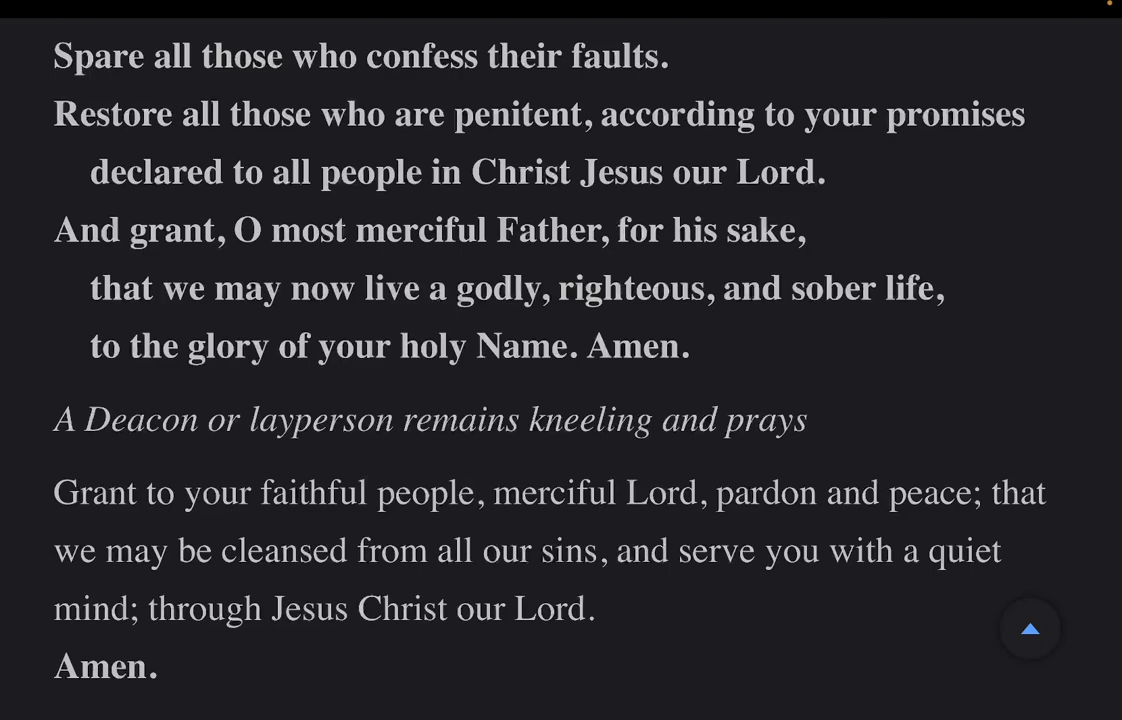 Spare all those who confess their faults.
Restore all those who are penitent, according to your promises
declared to all people in Christ Jesus our Lord.
And grant, O most merciful Father, for his sake,
that we may now live a godly, righteous, and sober life,
to the glory of your holy Name. Amen.
A Deacon or layperson remains kneeling and prays
Grant to your faithful people, merciful Lord, pardon and peace; that
we may be cleansed from all our sins, and serve you with a quiet
mind; through Jesus Christ our Lord.
Amen.